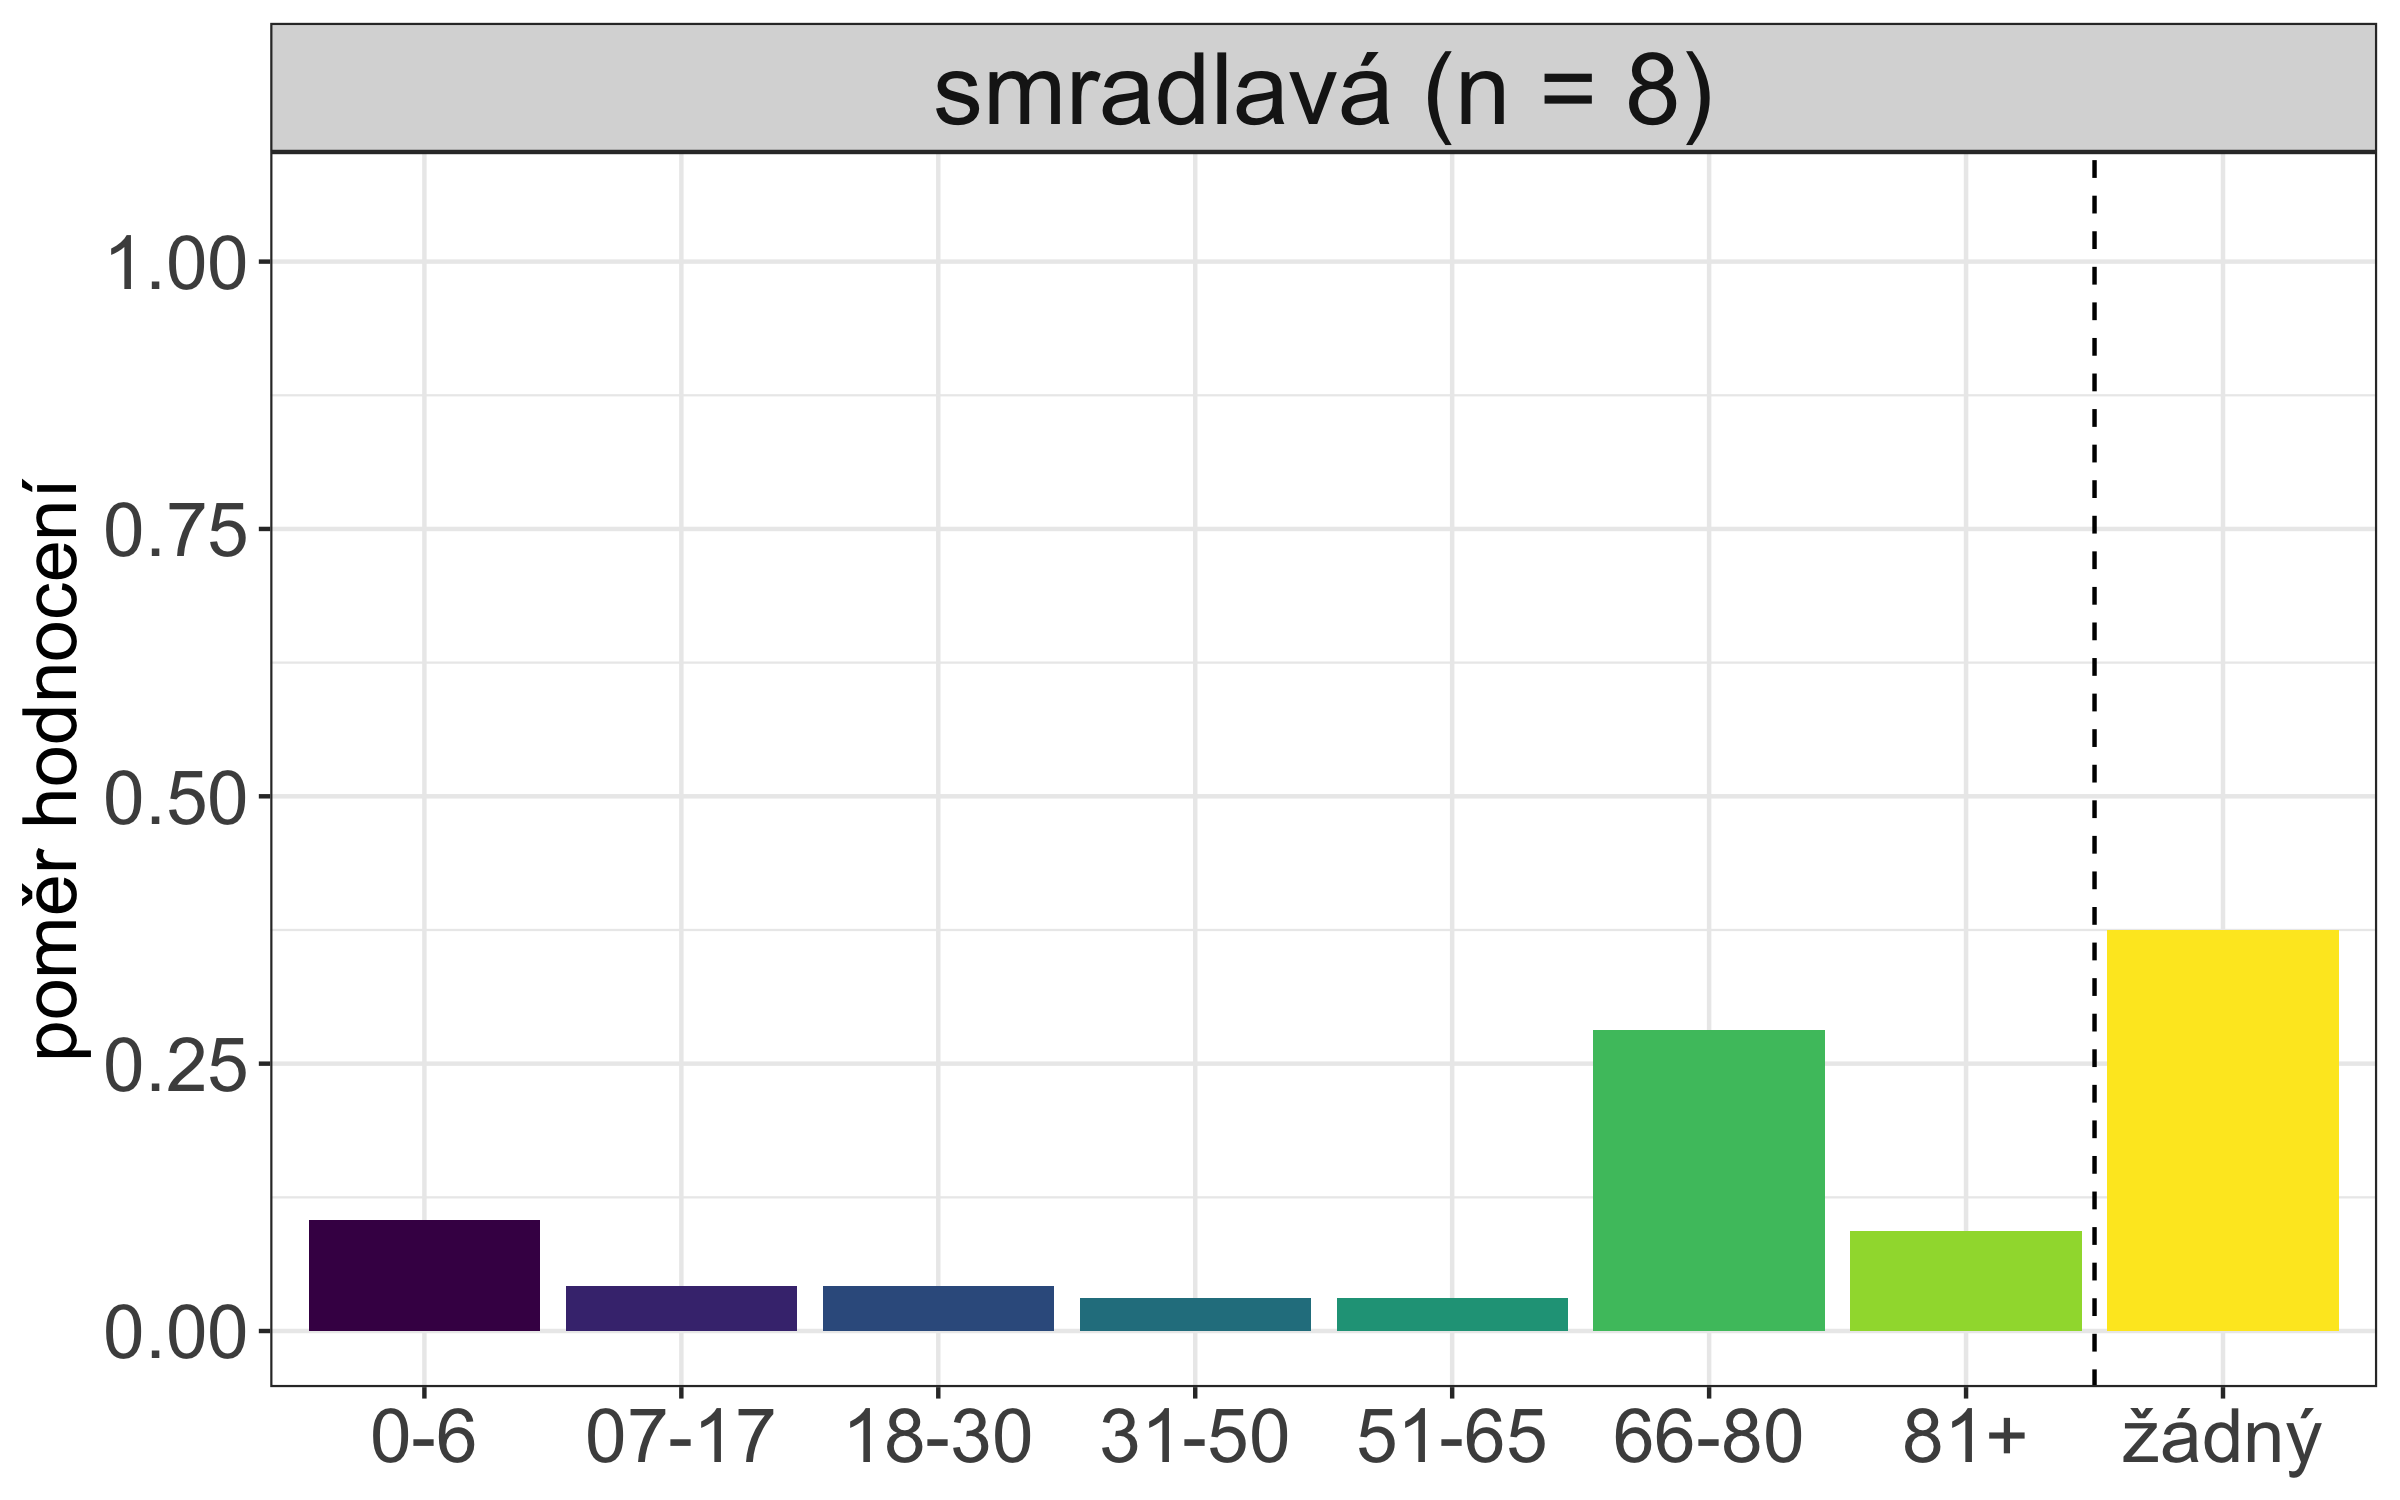 smradlavá (n = 8)
poměr hodnocení
1.00
0.75
0.50
0.25
0.00
0-6 07-17 18-30 31-50 51-65 66-80 81+ žádný